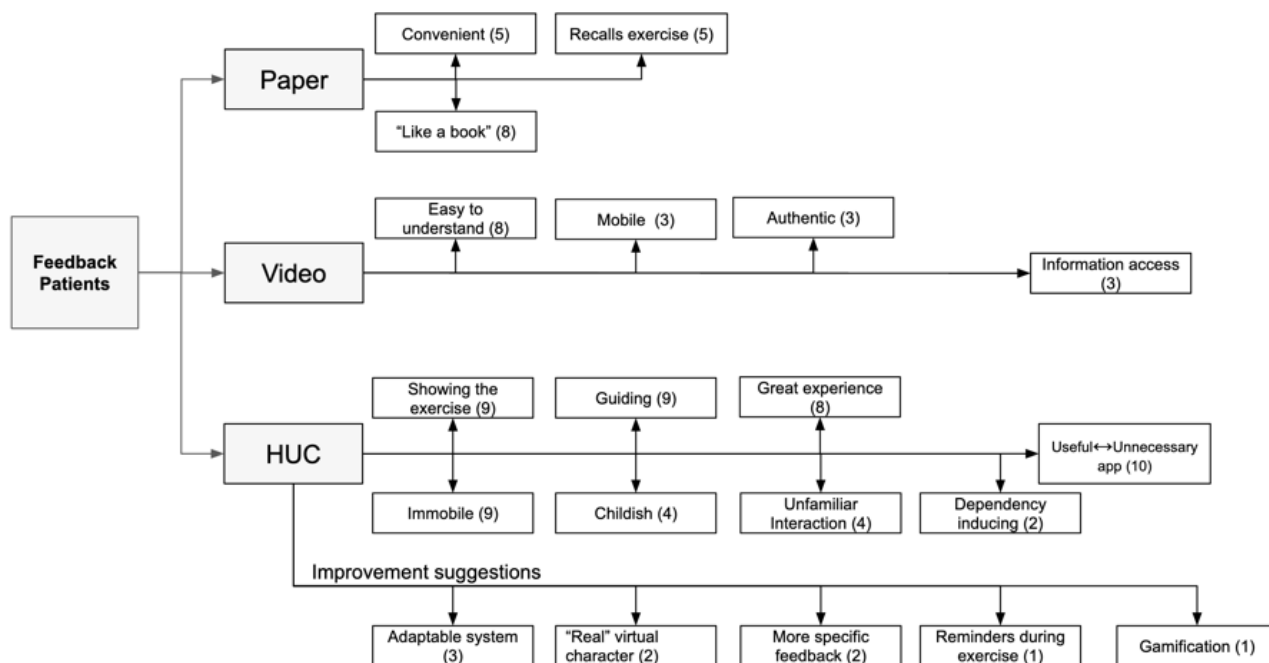 Convenient (5)
Recalls exercise (5)
Paper
“Like a book” (8)
Easy to
understand (8)
Mobile (3)
Authentic (3)
Feedback
Patients
Video
Information access
(3)
Showing the
exercise (9)
Guiding (9)
Great experience
(8)
HUC
Useful↔Unnecessary
app (10)
Immobile (9)
Childish (4)
Unfamiliar
Interaction (4)
Dependency
inducing (2)
Improvement suggestions
Adaptable system
(3)
“Real” virtual
character (2)
More specific
feedback (2)
Reminders during
exercise (1)
Gamification (1)